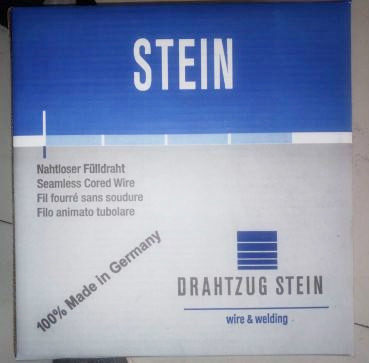 STEIN
Nahtloser Fülldraht
Seamless Cored Wire
Fil fourré sans soudure
Filo animato tubolare
100% Made in Germany
DRAHTZUG STEIN
wire & welding